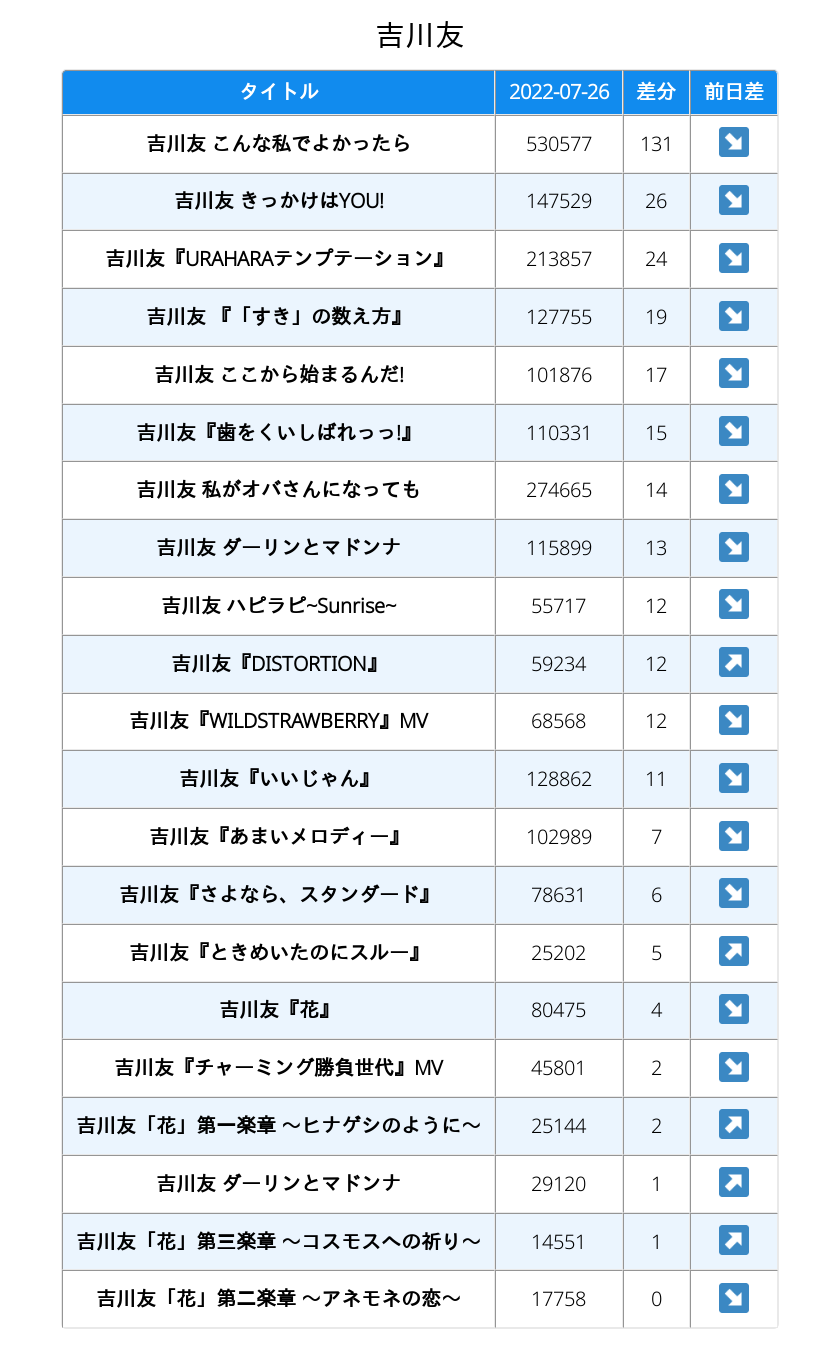 吉川友
タイトル 2022-07-26 差分 前日差
吉川友 こんな私でよかったら 530577 131 ↘
吉川友 きっかけはYOU! 147529 26 ↘
吉川友『URAHARAテンプテーション』 213857 24 ↘
吉川友 『「すき」の数え方』 127755 19 ↘
吉川友 ここから始まるんだ! 101876 17 ↘
吉川友『歯をくいしばれっっ!』 110331 15 ↘
吉川友 私がオバさんになっても 274665 14 ↘
吉川友 ダーリンとマドンナ 115899 13 ↘
吉川友 ハピラピ~Sunrise~ 55717 12 ↘
吉川友『DISTORTION』 59234 12 ↗
吉川友『WILDSTRAWBERRY』MV 68568 12 ↘
吉川友『いいじゃん』 128862 11 ↘
吉川友『あまいメロディー』 102989 7 ↘
吉川友『さよなら、スタンダード』 78631 6 ↘
吉川友『ときめいたのにスルー』 25202 5 ↗
吉川友『花』 80475 4 ↘
吉川友『チャーミング勝負世代』MV 45801 2 ↘
吉川友「花」第一楽章 〜ヒナゲシのように〜 25144 2 ↗
吉川友 ダーリンとマドンナ 29120 1 ↗
吉川友「花」第三楽章 〜コスモスへの祈り〜 14551 1 ↗
吉川友「花」第二楽章 〜アネモネの恋〜 17758 0 ↘